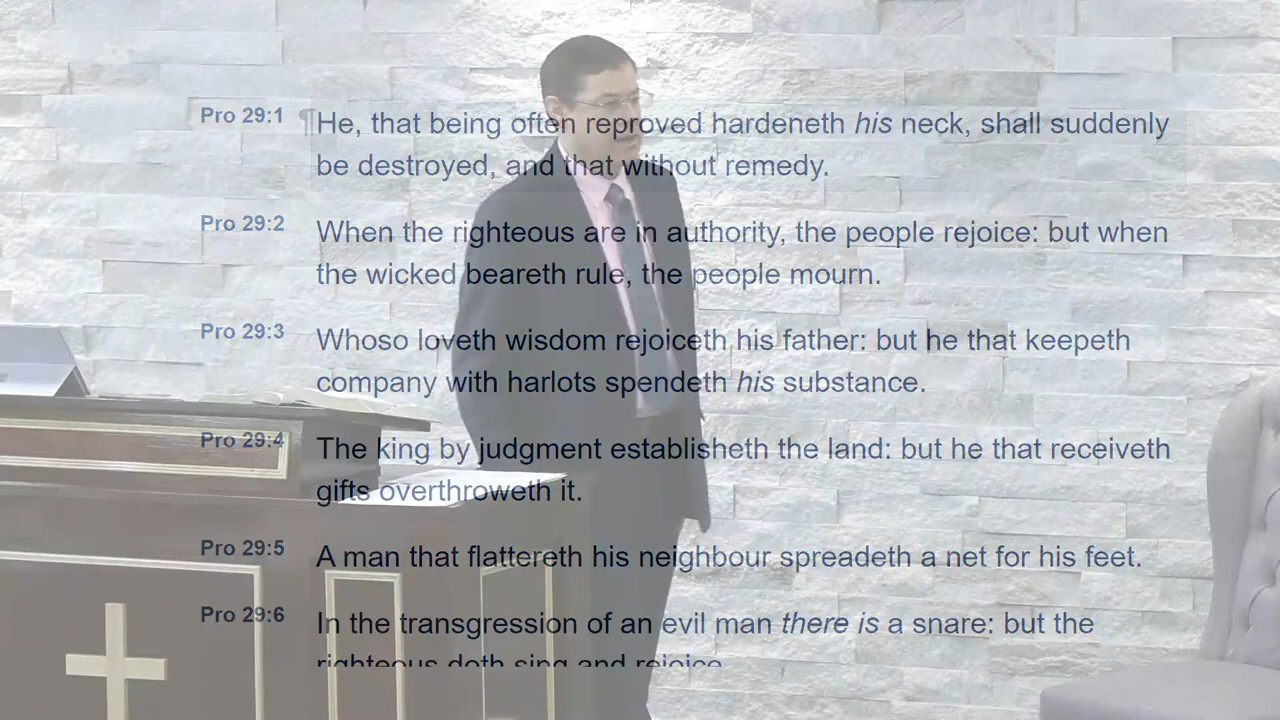 Pro 29:1 ¶He, that being often reproved hardeneth his neck, shall suddenly
be destroyed, and that without remedy.
Pro 29:2 When the righteous are in authority, the people rejoice: but when
the wicked beareth rule, the people mourn.
Pro 29:3 Whoso loveth wisdom rejoiceth his father: but he that keepeth
company with harlots spendeth his substance.
Pro 29:4 The king by judgment establisheth the land: but he that receiveth
gifts overthroweth it.
Pro 29:5 A man that flattereth his neighbour spreadeth a net for his feet.
Pro 29:6 In the transgression of an evil man there is a snare: but the
righteous doth sing and rejoice.